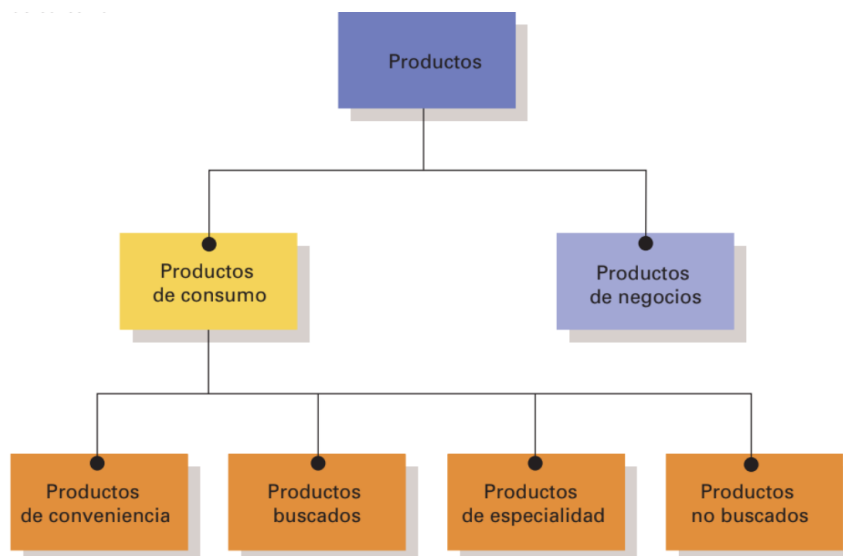 Productos
Productos
de consumo
Productos
de negocios
Productos
de conveniencia
Productos
buscados
Productos
de especialidad
Productos
no buscados